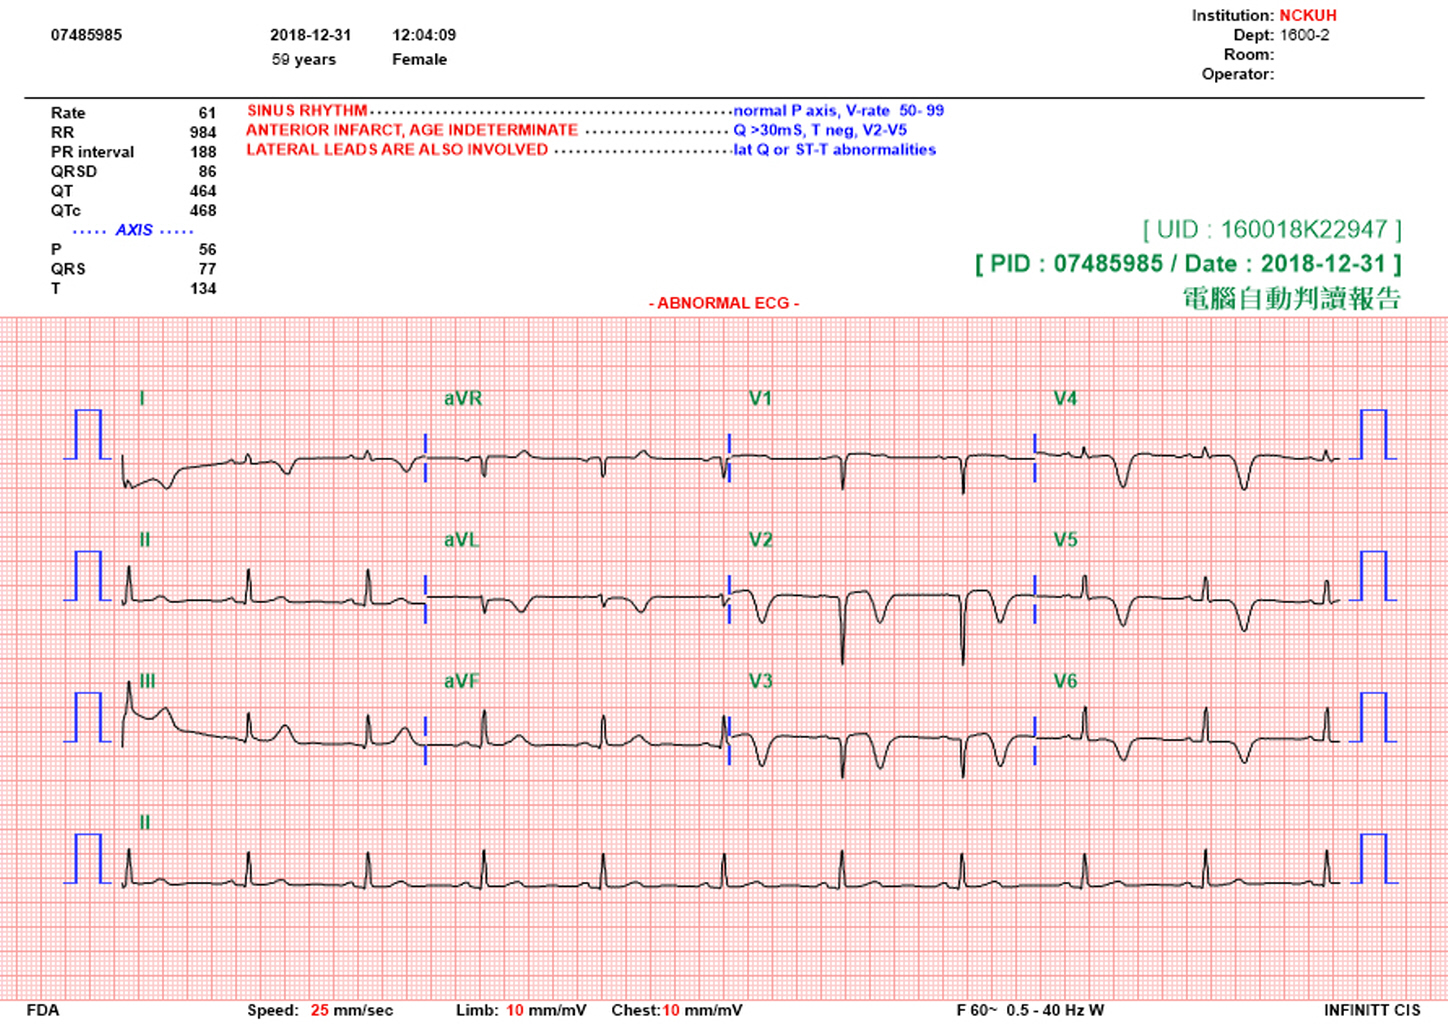 Institution: NCKUH
07485985 2018-12-31 12:04:09 Dept: 1600-2
59 years Female Room:
Operator:
Rate 61 SINUS RHYTHM normal P axis, V-rate 50- 99
RR 984 ANTERIOR INFARCT, AGE INDETERMINATE Q >30mS, T neg, V2-V5
PR interval 188 LATERAL LEADS ARE ALSO INVOLVED lat Q or ST-T abnormalities
QRSD 86
QT 464
QTc 468
..... AXIS .....
P 56
QRS 77
T 134
[ UID : 160018K22947 ]
[ PID : 07485985 / Date : 2018-12-31 ]
電腦自動判讀報告
- ABNORMAL ECG -
I aVR V1 V4
II aVL V2 V5
III aVF V3 V6
II
FDA Speed: 25 mm/sec Limb: 10 mm/mV Chest:10 mm/mV F 60~ 0.5 - 40 Hz W INFINITT CIS